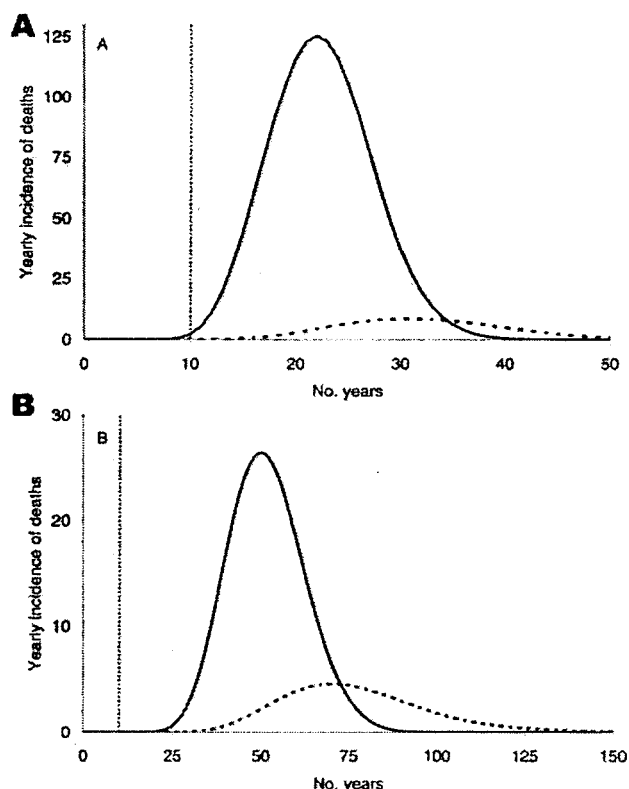 A
A
Yearly incidence of deaths
125
100
75
50
25
0
0 10 20 30 40 50
No. years
B
B
Yearly incidence of deaths
30
20
10
0
0 25 50 75 100 125 150
No. years